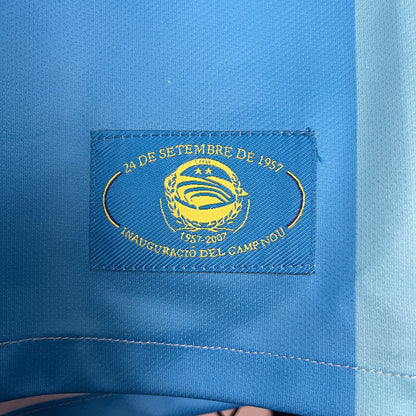 24 DE SETEMBRE DE 1957
1957-2007
INAUGURACIÓ DEL CAMP NOU